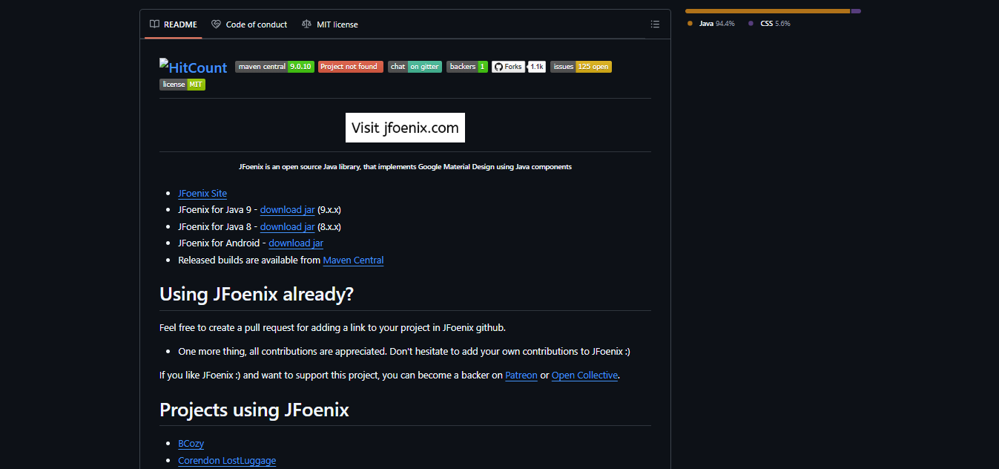 README Code of conduct MIT license
HitCount maven central 9.0.10 Project not found chat on gitter backers 1 Forks 1.1k issues 125 open
license MIT
Visit jfoenix.com
JFoenix is an open source Java library, that implements Google Material Design using Java components
JFoenix Site
JFoenix for Java 9 - download jar (9.x.x)
JFoenix for Java 8 - download jar (8.x.x)
JFoenix for Android - download jar
Released builds are available from Maven Central
Using JFoenix already?
Feel free to create a pull request for adding a link to your project in JFoenix github.
One more thing, all contributions are appreciated. Don't hesitate to add your own contributions to JFoenix :)
If you like JFoenix :) and want to support this project, you can become a backer on Patreon or Open Collective.
Projects using JFoenix
BCozy
Corendon LostLuggage
Java 94.4% CSS 5.6%